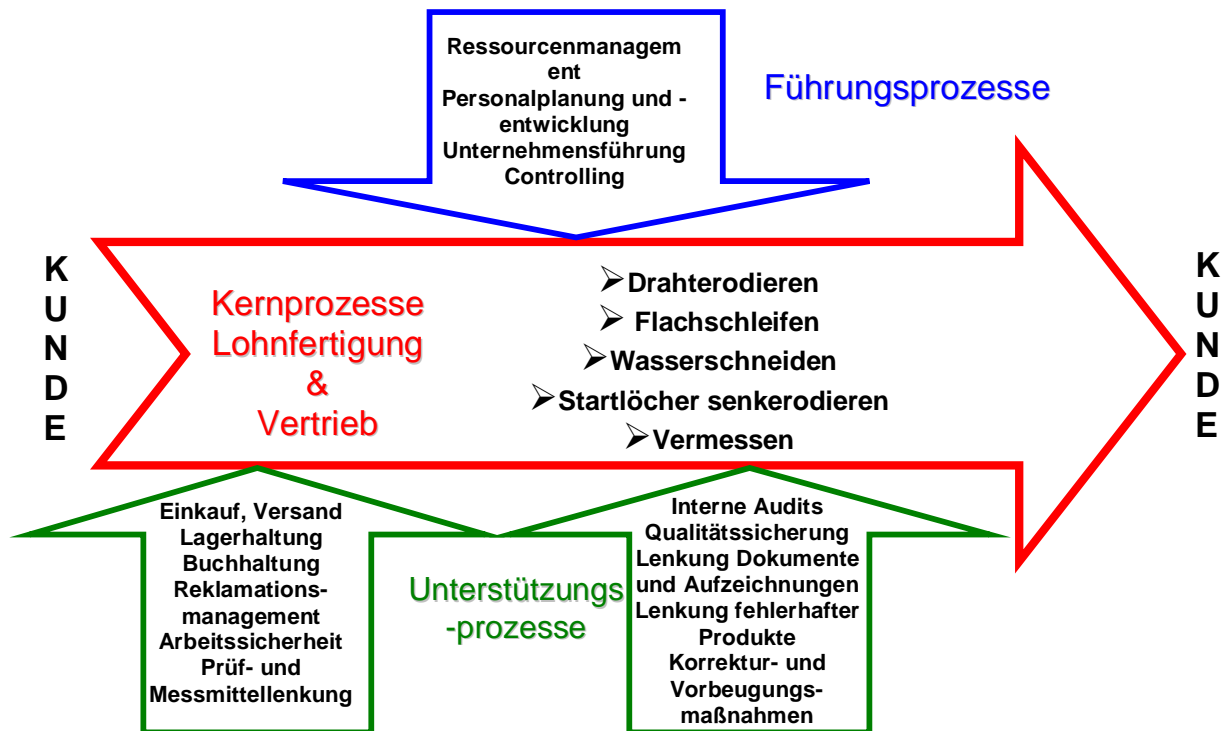 Ressourcenmanagem
ent
Personalplanung und -
entwicklung
Unternehmensführung
Controlling
Führungsprozesse
K
U
N
D
E
Kernprozesse
Lohnfertigung
&
Vertrieb
➢Drahterodieren
➢ Flachschleifen
➢Wasserschneiden
➢Startlöcher senkerodieren
➢Vermessen
K
U
N
D
E
Einkauf, Versand
Lagerhaltung
Buchhaltung
Reklamations-
management
Arbeitssicherheit
Prüf- und
Messmittellenkung
Unterstützungs
-prozesse
Interne Audits
Qualitätssicherung
Lenkung Dokumente
und Aufzeichnungen
Lenkung fehlerhafter
Produkte
Korrektur- und
Vorbeugungs-
maßnahmen